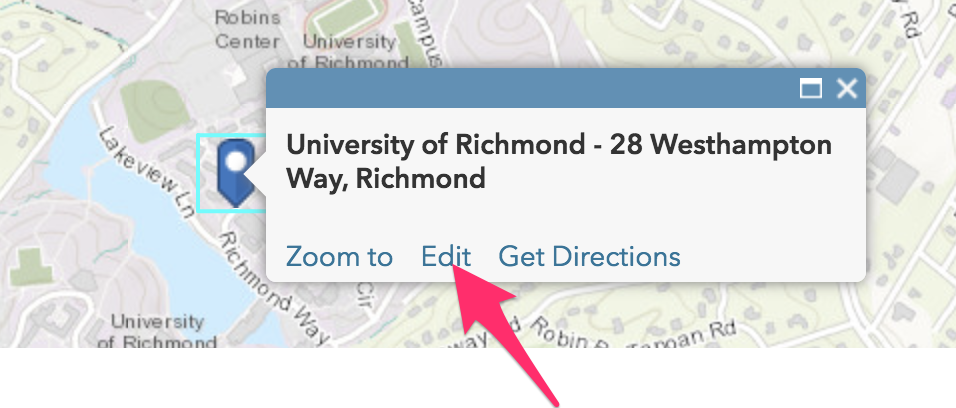 Robins
Center
University
of Richmond
Campus
Rd
University of Richmond - 28 Westhampton
Way, Richmond
Lakeview Ln
Zoom to Edit Get Directions
Richmond Way
Cir
University
of Richmond
way
Robin
Rd